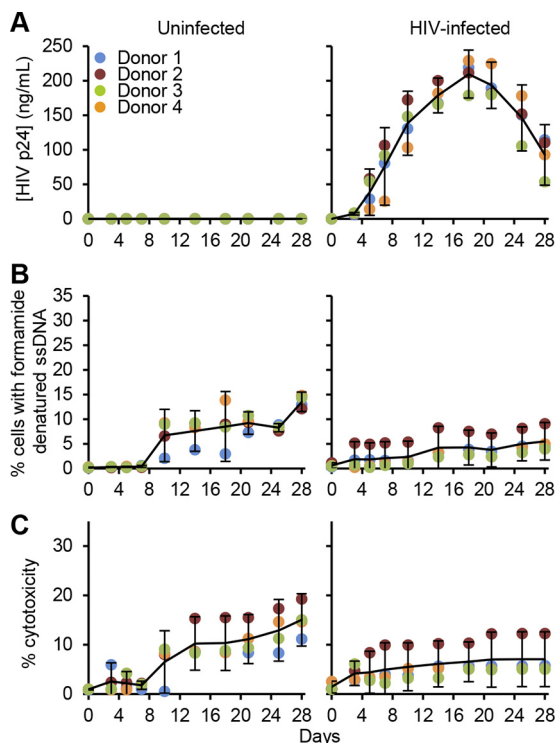 A
Uninfected
HIV-infected
[HIV p24] (ng/mL)
250
200
150
100
50
0
Donor 1
Donor 2
Donor 3
Donor 4
0 4 8 12 16 20 24 28
0 4 8 12 16 20 24 28
B
% cells with formamide
denatured ssDNA
35
30
25
20
15
10
5
0
0 4 8 12 16 20 24 28
0 4 8 12 16 20 24 28
C
% cytotoxicity
30
20
10
0
0 4 8 12 16 20 24 28
0 4 8 12 16 20 24 28
Days